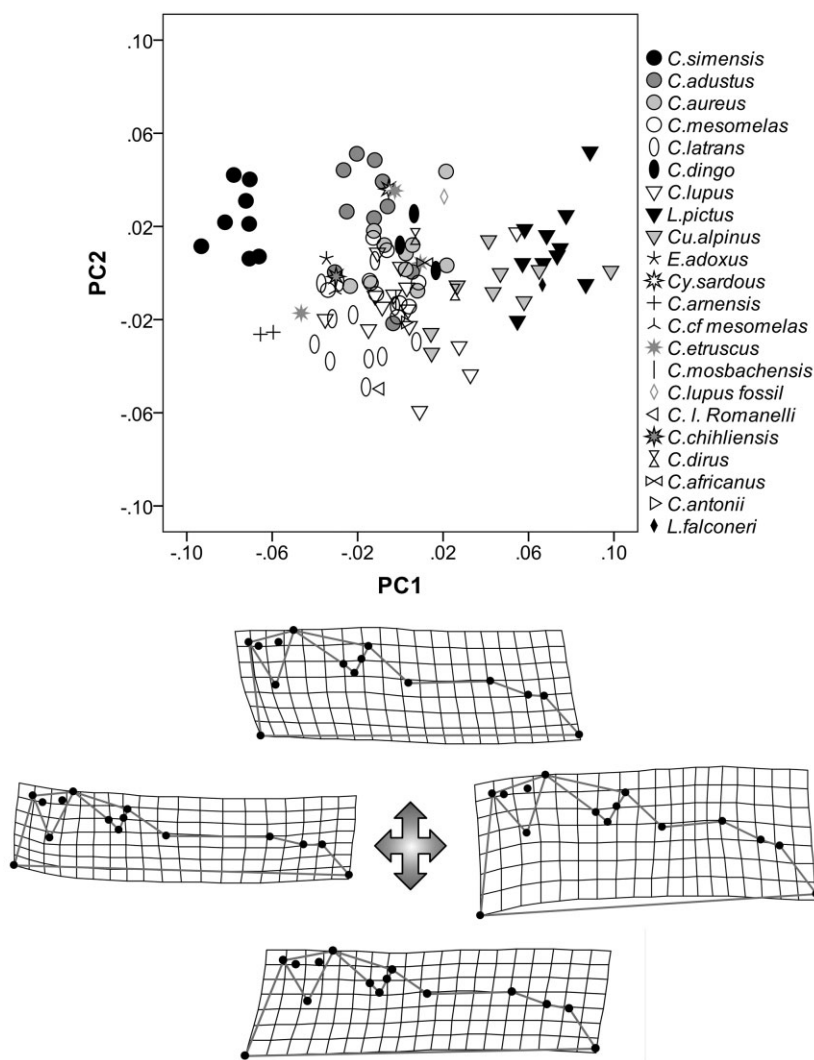 .10
.06
.02
-.02
-.06
-.10
PC2
-.10
-.06
-.02
.02
.06
.10
PC1
C.simensis
C.adustus
C.aureus
C.mesomelas
C.latrans
C.dingo
C.lupus
L.pictus
Cu.alpinus
E.adoxus
Cy.sardous
C.arnensis
C.cf mesomelas
C.etruscus
C.mosbachensis
C.lupus fossil
C. l. Romanelli
C.chihliensis
C.dirus
C.africanus
C.antonii
L.falconeri